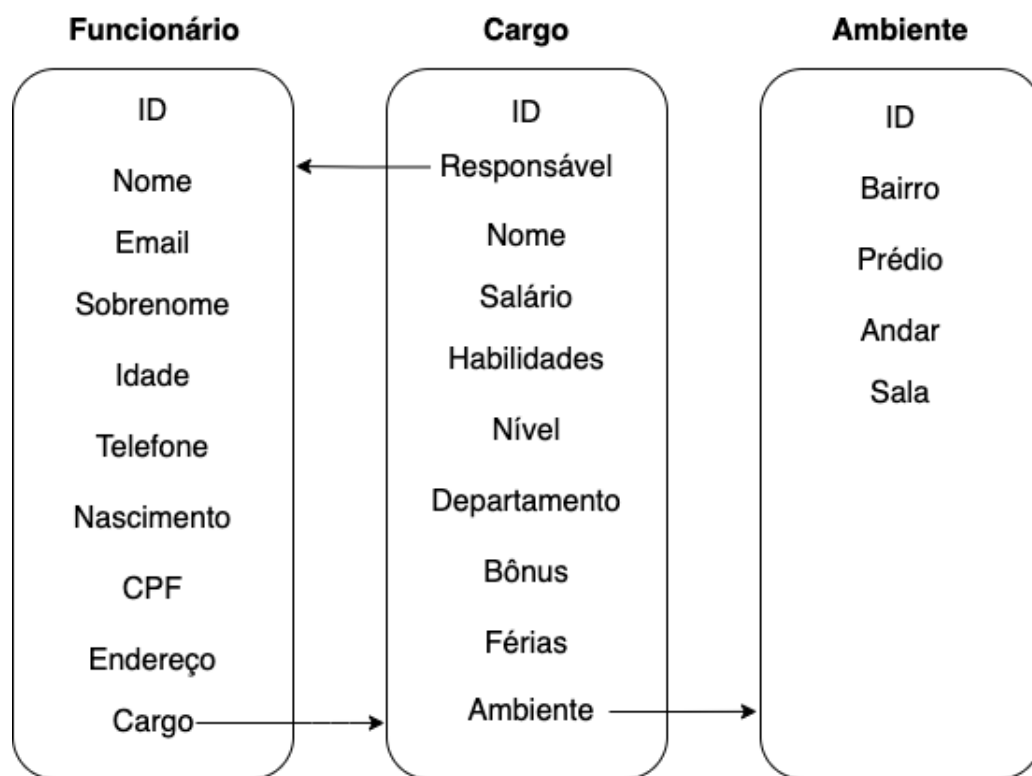 Funcionário
ID
Nome
Email
Sobrenome
Idade
Telefone
Nascimento
CPF
Endereço
Cargo
Cargo
ID
Responsável
Nome
Salário
Habilidades
Nível
Departamento
Bônus
Férias
Ambiente
Ambiente
ID
Bairro
Prédio
Andar
Sala